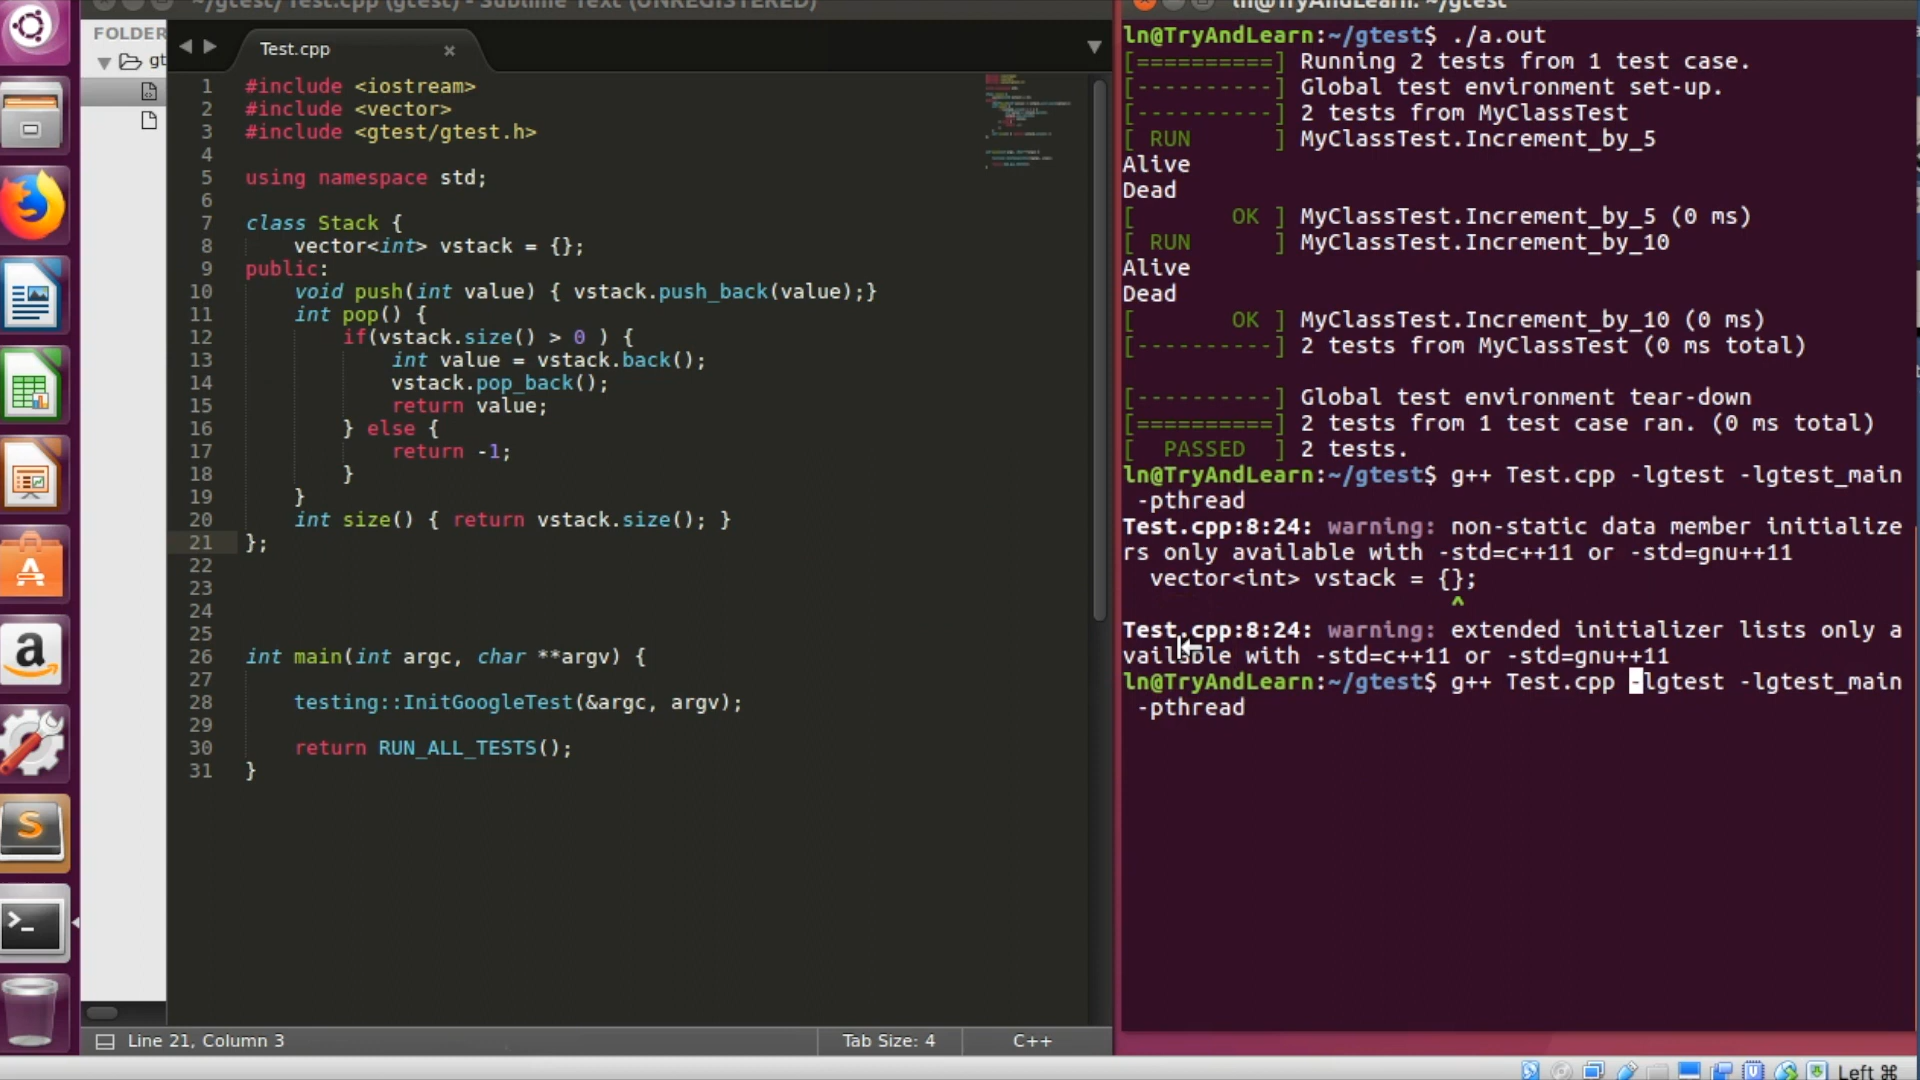 ~/gtest/Test.cpp (gtest) - Sublime Text (UNREGISTERED)
FOLDER
gt
Test.cpp
1 #include <iostream>
2 #include <vector>
3 #include <gtest/gtest.h>
4
5 using namespace std;
6
7 class Stack {
8     vector<int> vstack = {};
9 public:
10     void push(int value) { vstack.push_back(value);}
11     int pop() {
12         if(vstack.size() > 0 ) {
13             int value = vstack.back();
14             vstack.pop_back();
15             return value;
16         } else {
17             return -1;
18         }
19     }
20     int size() { return vstack.size(); }
21 };
22
23
24
25
26 int main(int argc, char **argv) {
27
28     testing::InitGoogleTest(&argc, argv);
29
30     return RUN_ALL_TESTS();
31 }
Line 21, Column 3
Tab Size: 4
C++
ln@TryAndLearn: ~/gtest
ln@TryAndLearn:~/gtest$ ./a.out
[==========] Running 2 tests from 1 test case.
[----------] Global test environment set-up.
[----------] 2 tests from MyClassTest
[ RUN      ] MyClassTest.Increment_by_5
Alive
Dead
[       OK ] MyClassTest.Increment_by_5 (0 ms)
[ RUN      ] MyClassTest.Increment_by_10
Alive
Dead
[       OK ] MyClassTest.Increment_by_10 (0 ms)
[----------] 2 tests from MyClassTest (0 ms total)
[----------] Global test environment tear-down
[==========] 2 tests from 1 test case ran. (0 ms total)
[  PASSED  ] 2 tests.
ln@TryAndLearn:~/gtest$ g++ Test.cpp -lgtest -lgtest_main
 -pthread
Test.cpp:8:24: warning: non-static data member initialize
rs only available with -std=c++11 or -std=gnu++11
  vector<int> vstack = {};
                        ^
Test.cpp:8:24: warning: extended initializer lists only a
vailable with -std=c++11 or -std=gnu++11
ln@TryAndLearn:~/gtest$ g++ Test.cpp -lgtest -lgtest_main
 -pthread
Left ⌘